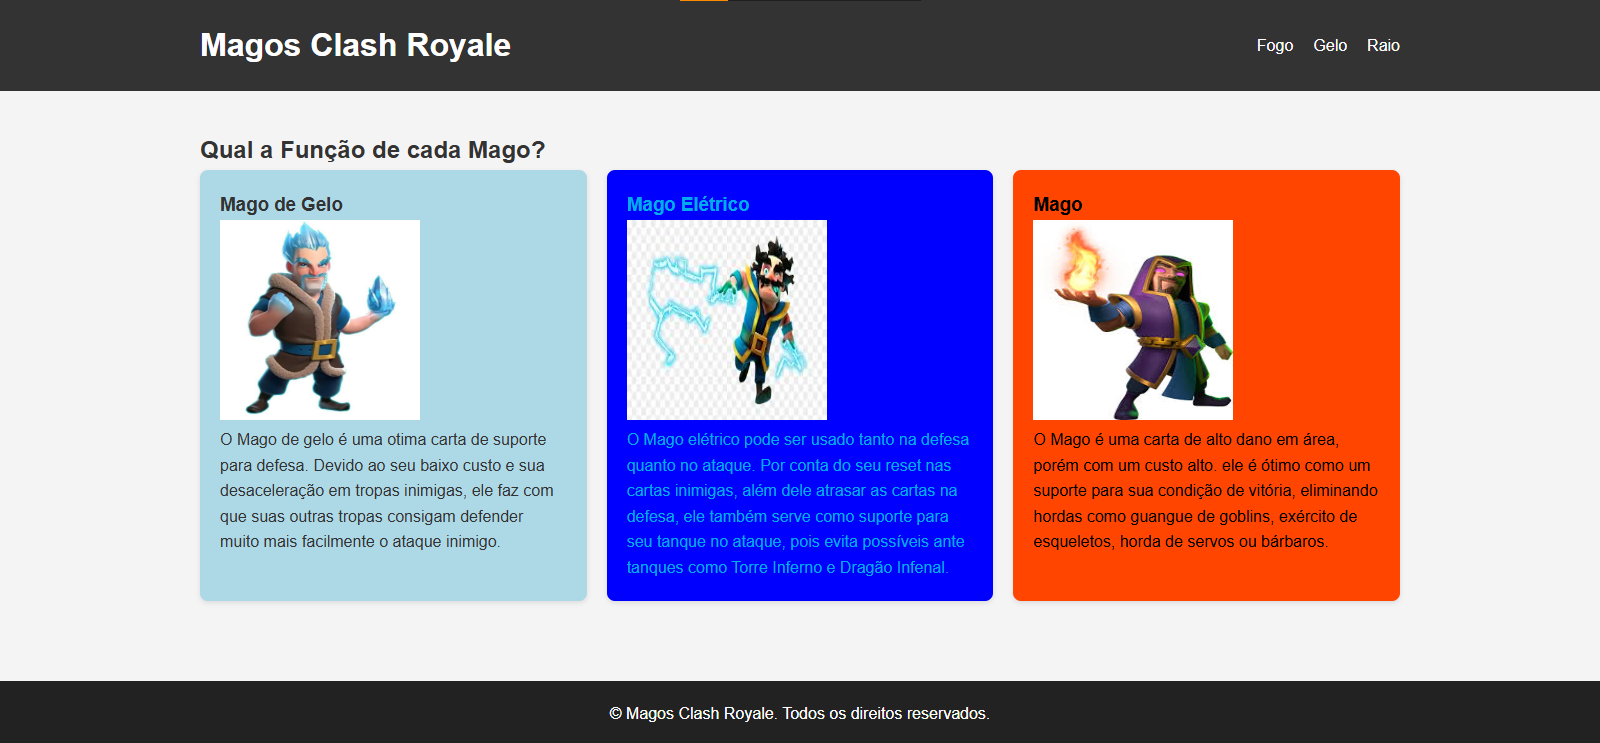 Magos Clash Royale
Fogo Gelo Raio
Qual a Função de cada Mago?
Mago de Gelo
O Mago de gelo é uma otima carta de suporte
para defesa. Devido ao seu baixo custo e sua
desaceleração em tropas inimigas, ele faz com
que suas outras tropas consigam defender
muito mais facilmente o ataque inimigo.
Mago Elétrico
O Mago elétrico pode ser usado tanto na defesa
quanto no ataque. Por conta do seu reset nas
cartas inimigas, além dele atrasar as cartas na
defesa, ele também serve como suporte para
seu tanque no ataque, pois evita possíveis ante
tanques como Torre Inferno e Dragão Infenal.
Mago
O Mago é uma carta de alto dano em área,
porém com um custo alto. ele é ótimo como um
suporte para sua condição de vitória, eliminando
hordas como guangue de goblins, exército de
esqueletos, horda de servos ou bárbaros.
© Magos Clash Royale. Todos os direitos reservados.